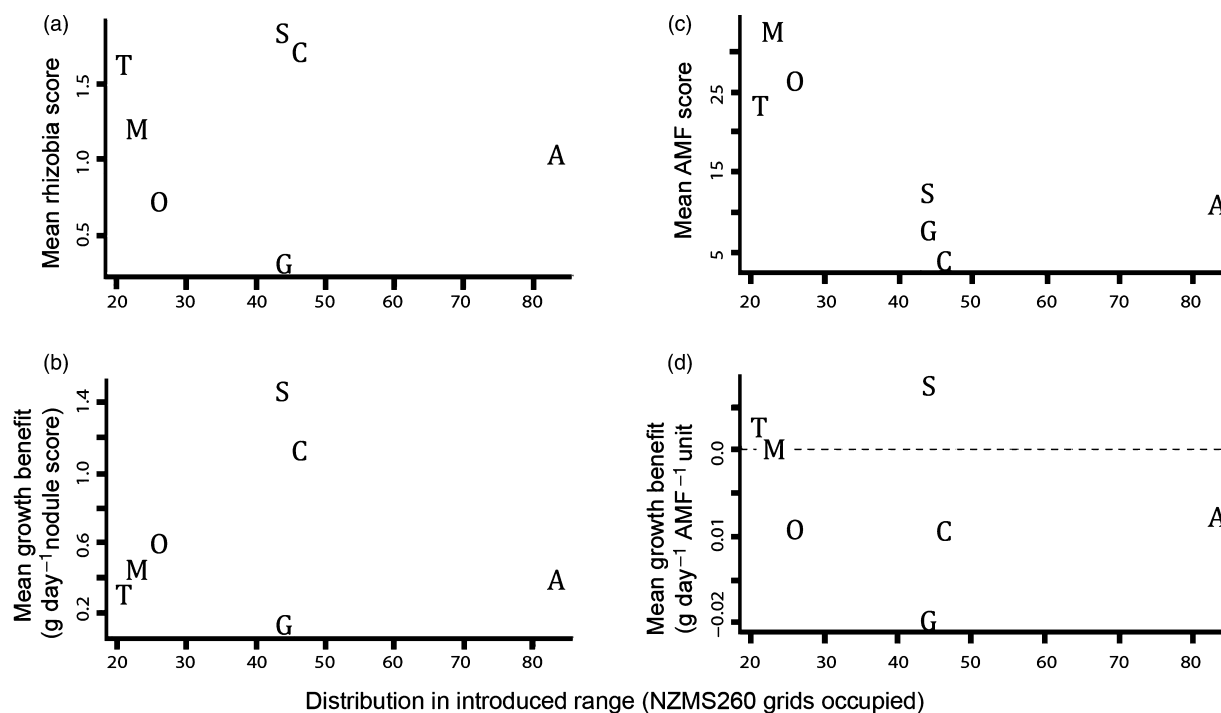 (a)
Mean rhizobia score
1.5
1.0
0.5
T
M
O
S
C
G
A
20 30 40 50 60 70 80
(c)
Mean AMF score
25
15
5
M
O
T
S
G
C
A
20 30 40 50 60 70 80
(b)
Mean growth benefit
(g day−1 nodule score)
1.4
1.0
0.6
0.2
S
C
O
M
T
G
A
20 30 40 50 60 70 80
(d)
Mean growth benefit
(g day−1 AMF−1 unit)
0.0
0.01
−0.02
S
T
M
O
C
G
A
20 30 40 50 60 70 80
Distribution in introduced range (NZMS260 grids occupied)